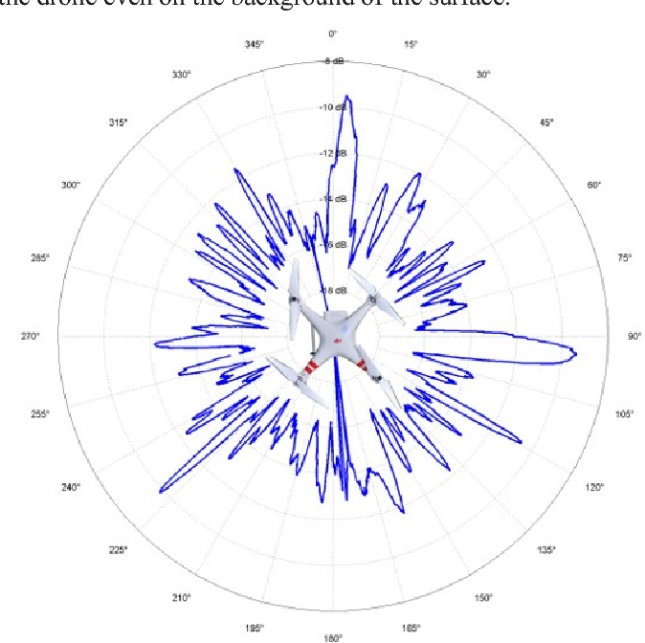 the drone even on the background of the surface.
0°
345° -8 dB 15°
330° 30°
-10 dB
315° 45°
-12 dB
300° -14 dB 60°
-16 dB
285° 75°
-18 dB
270° 90°
255° 105°
240° 120°
225° 135°
210° 150°
195° 165°
180°